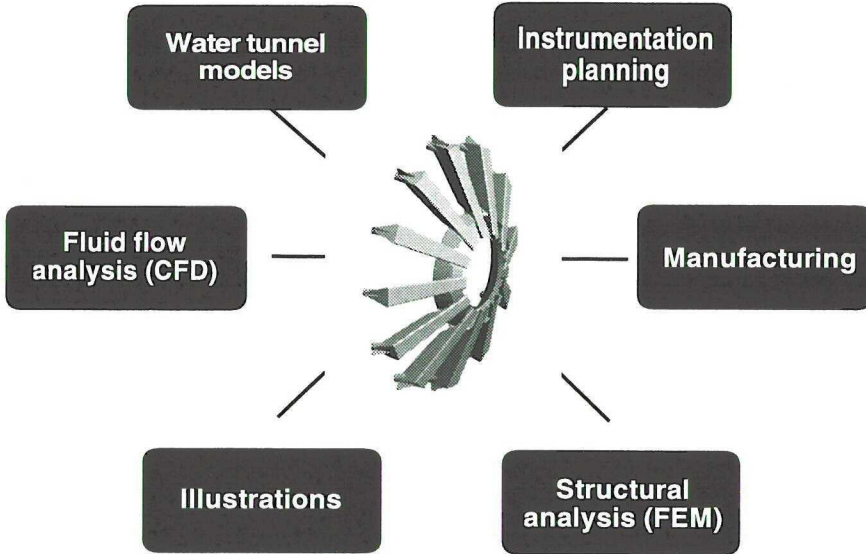 Water tunnel
models
Instrumentation
planning
Fluid flow
analysis (CFD)
Manufacturing
Illustrations
Structural
analysis (FEM)